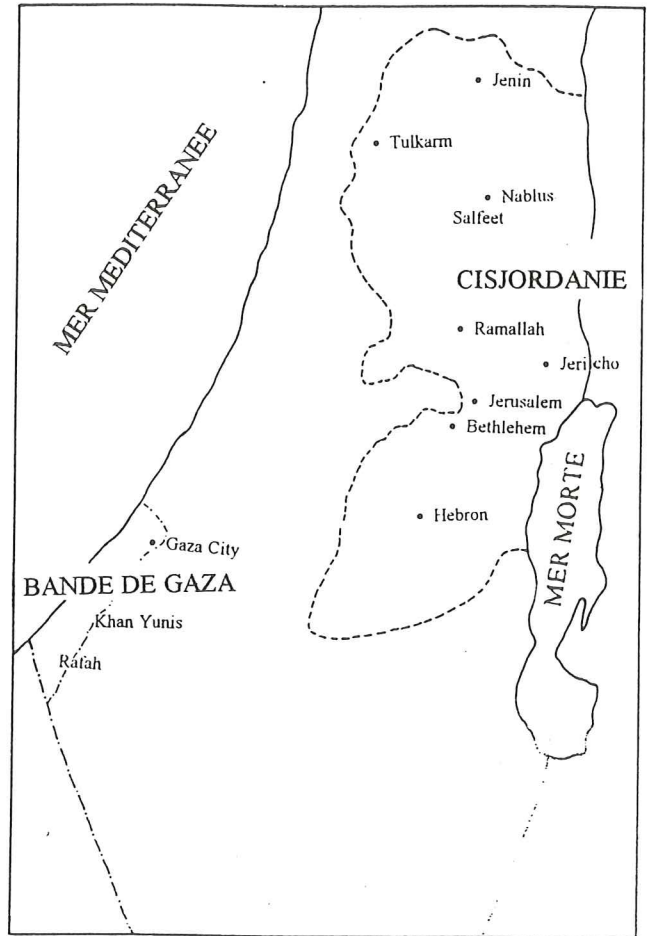 Jenin
MER MEDITERRANEE
Tulkarm
Nablus
Salfeet
CISJORDANIE
Ramallah
Jericho
Jerusalem
Bethlehem
MER MORTE
Hebron
Gaza City
BANDE DE GAZA
Khan Yunis
Rafah